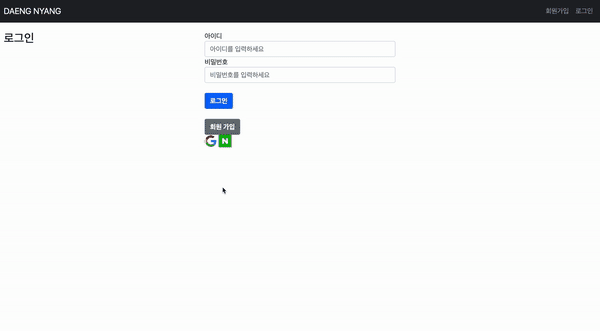 DAENG NYANG 회원가입 로그인
로그인
아이디
아이디를 입력하세요
비밀번호
비밀번호를 입력하세요
로그인
회원 가입
G N